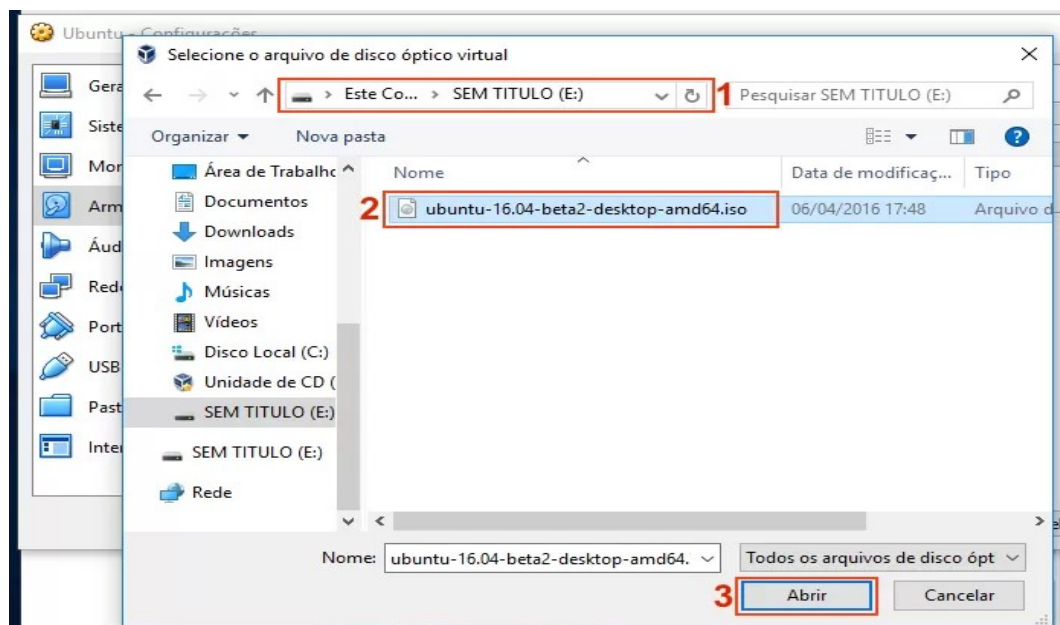 Ubuntu - Configurações
Selecione o arquivo de disco óptico virtual
Este Co... > SEM TITULO (E:)
1
Pesquisar SEM TITULO (E:)
Organizar
Nova pasta
?
Gera
Siste
Mor
Arm
Áud
Rede
Port
USB
Past
Inter
Área de Trabalho
Documentos
Downloads
Imagens
Músicas
Vídeos
Disco Local (C:)
Unidade de CD (
SEM TITULO (E:)
SEM TITULO (E:)
Rede
Nome
Data de modificaç...
Tipo
2
ubuntu-16.04-beta2-desktop-amd64.iso
06/04/2016 17:48
Arquivo d
Nome:
ubuntu-16.04-beta2-desktop-amd64.
Todos os arquivos de disco ópt
3
Abrir
Cancelar